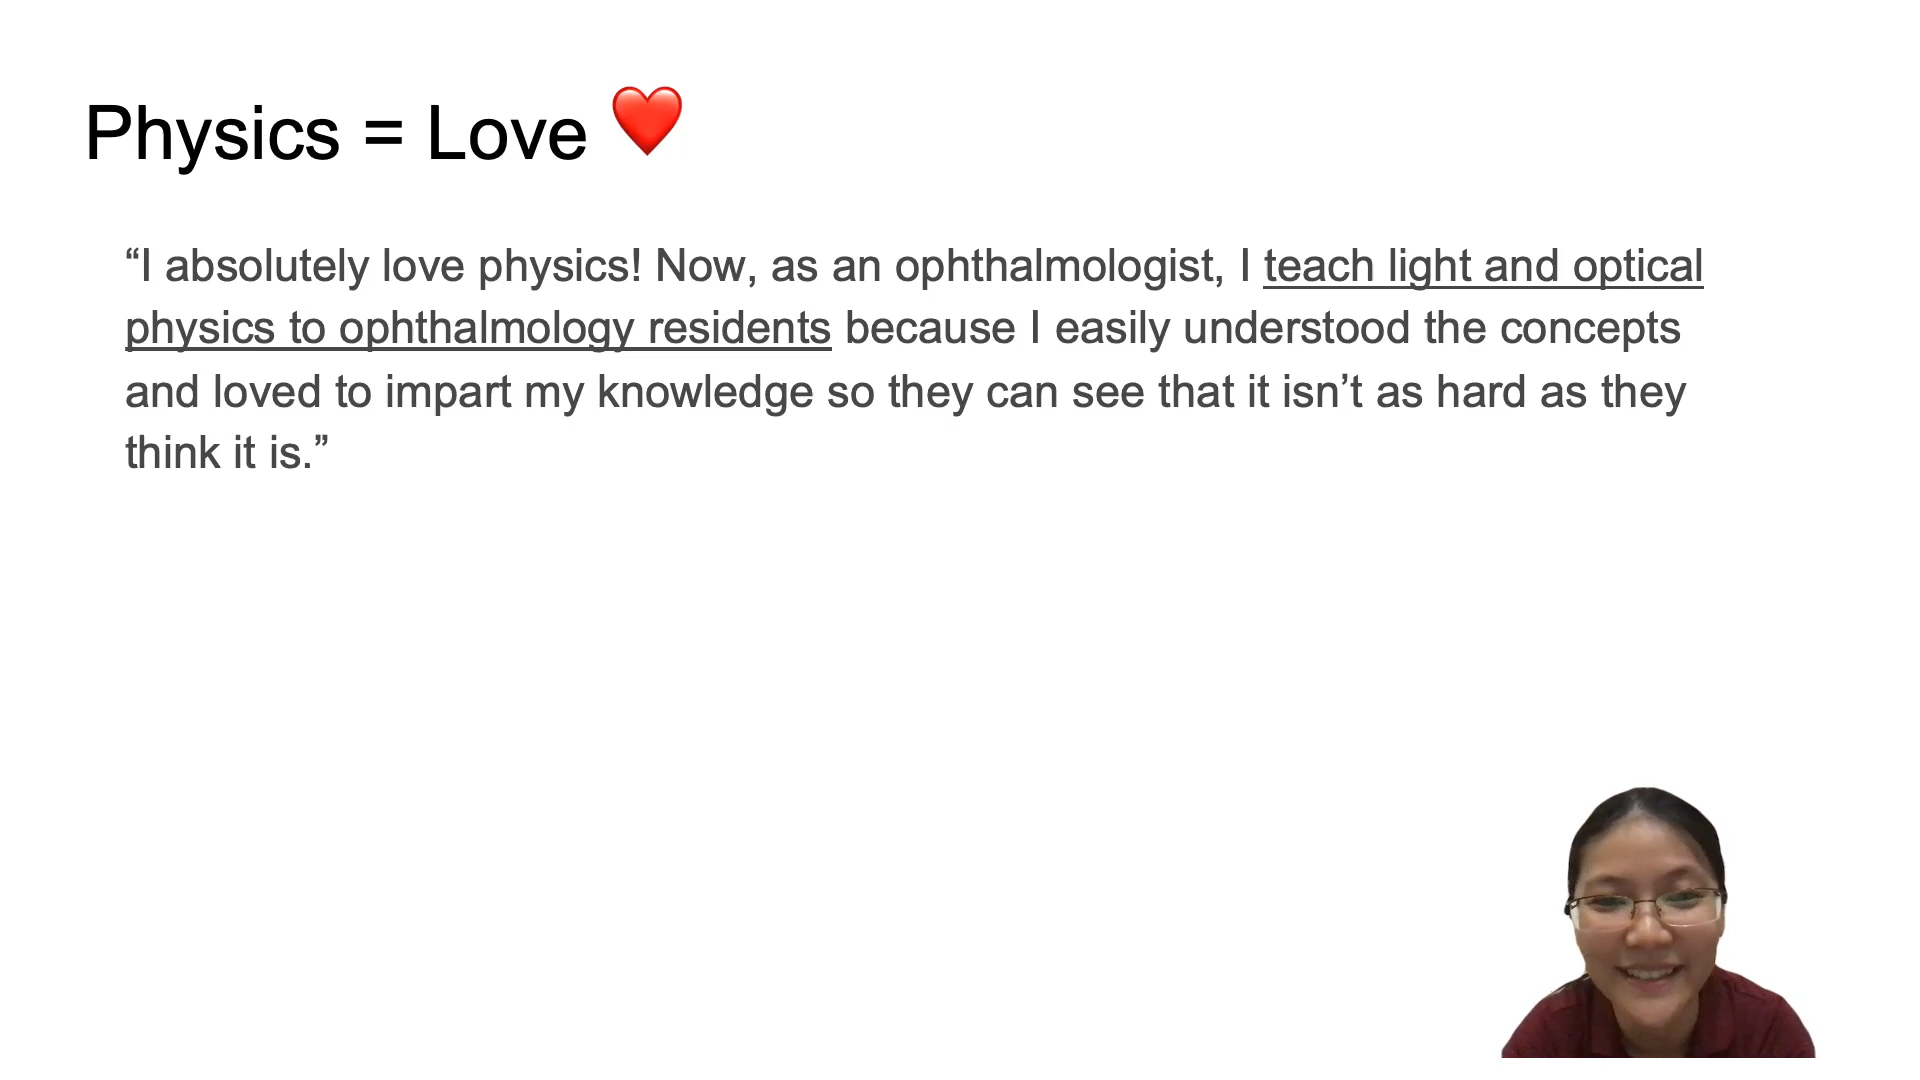 Physics = Love ❤️
“I absolutely love physics! Now, as an ophthalmologist, I teach light and optical
physics to ophthalmology residents because I easily understood the concepts
and loved to impart my knowledge so they can see that it isn’t as hard as they
think it is.”